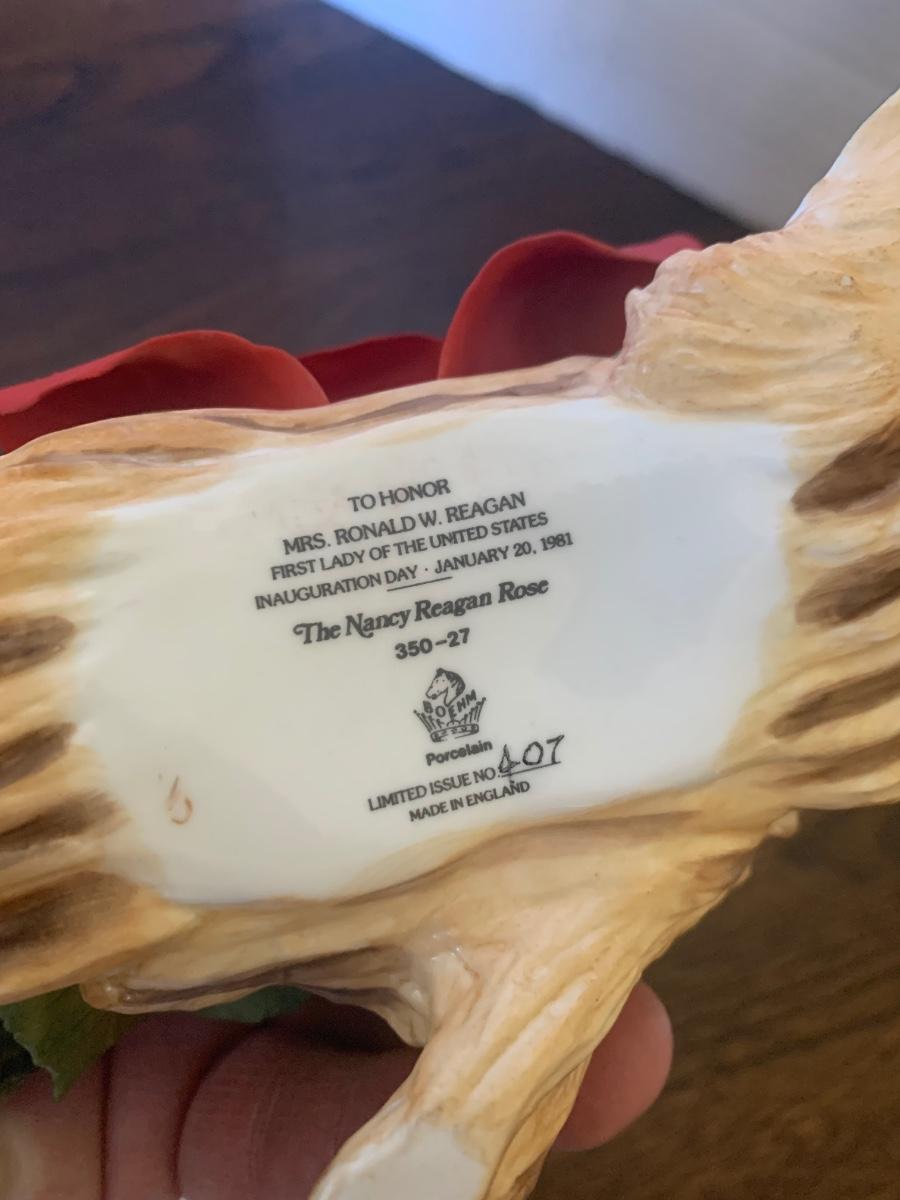 TO HONOR
MRS. RONALD W. REAGAN
FIRST LADY OF THE UNITED STATES
INAUGURATION DAY · JANUARY 20, 1981
The Nancy Reagan Rose
350-27
BOEHM
Porcelain
LIMITED ISSUE NO.
MADE IN ENGLAND